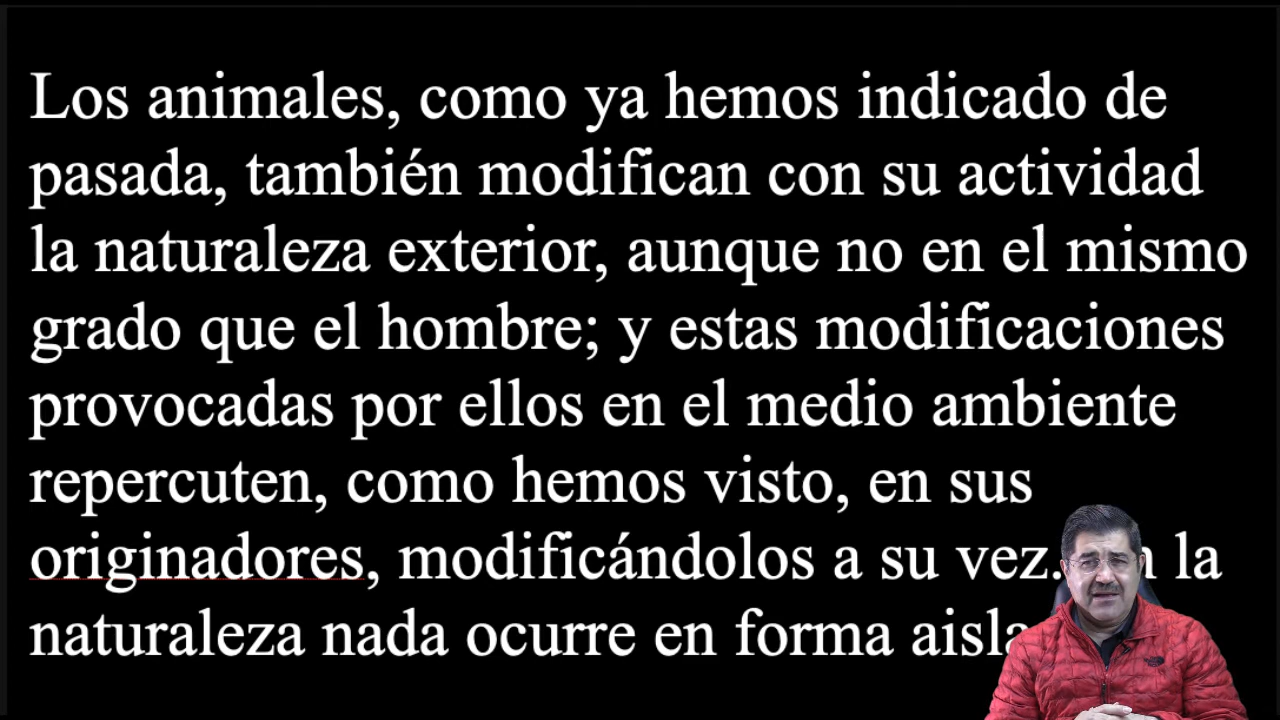 Los animales, como ya hemos indicado de
pasada, también modifican con su actividad
la naturaleza exterior, aunque no en el mismo
grado que el hombre; y estas modificaciones
provocadas por ellos en el medio ambiente
repercuten, como hemos visto, en sus
originadores, modificándolos a su vez. la
naturaleza nada ocurre en forma